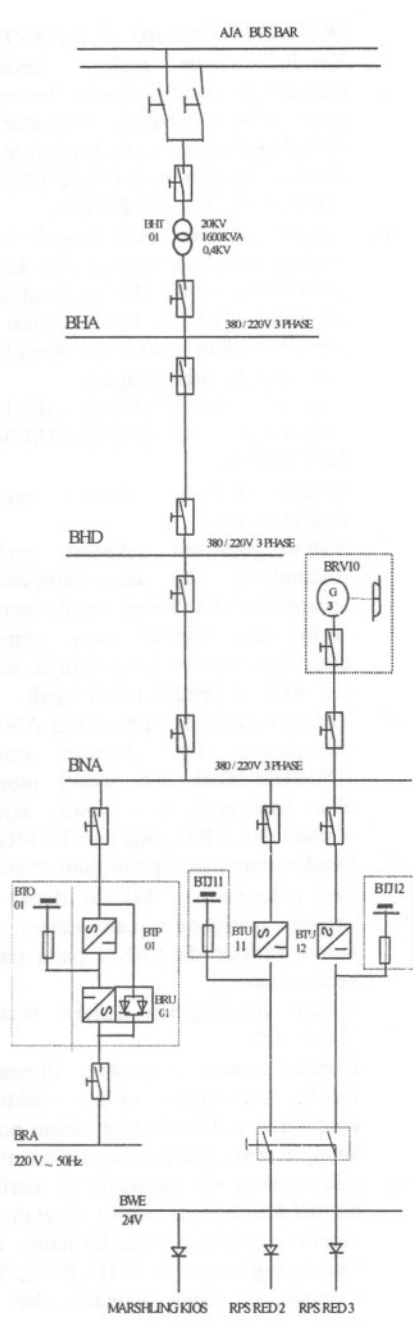 AJA BUS BAR
BHT
01
20KV
1600KVA
0,4KV
380 / 220V 3 PHASE
BHA
BHD
380 / 220V 3 PHASE
BRV10
G
3
BNA
380 / 220V 3 PHASE
BTO
01
BTP
01
BRU
G1
BTJ11
BTU
11
BTU
12
BTJ12
BRA
220 V ~ 50Hz
BWE
24V
MARSHLING KIOS
RPS RED 2
RPS RED 3